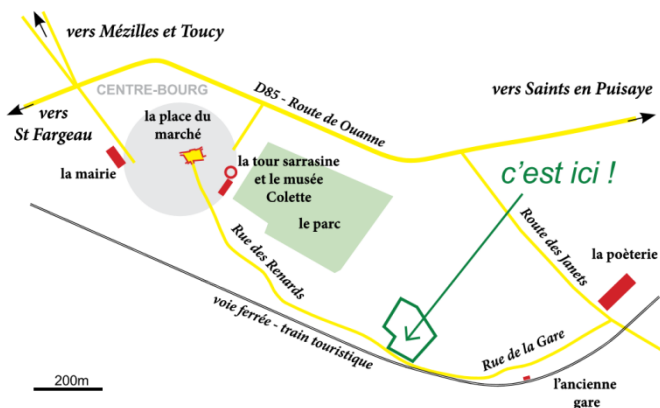 vers Mézilles et Toucy
CENTRE-BOURG
D85 - Route de Ouanne
vers Saints en Puisaye
vers
St Fargeau
la place du
marché
la mairie
la tour sarrasine
et le musée
Colette
c'est ici !
le parc
Rue des Renards
Route des Janets
la poèterie
voie ferrée - train touristique
Rue de la Gare
l'ancienne
gare
200m